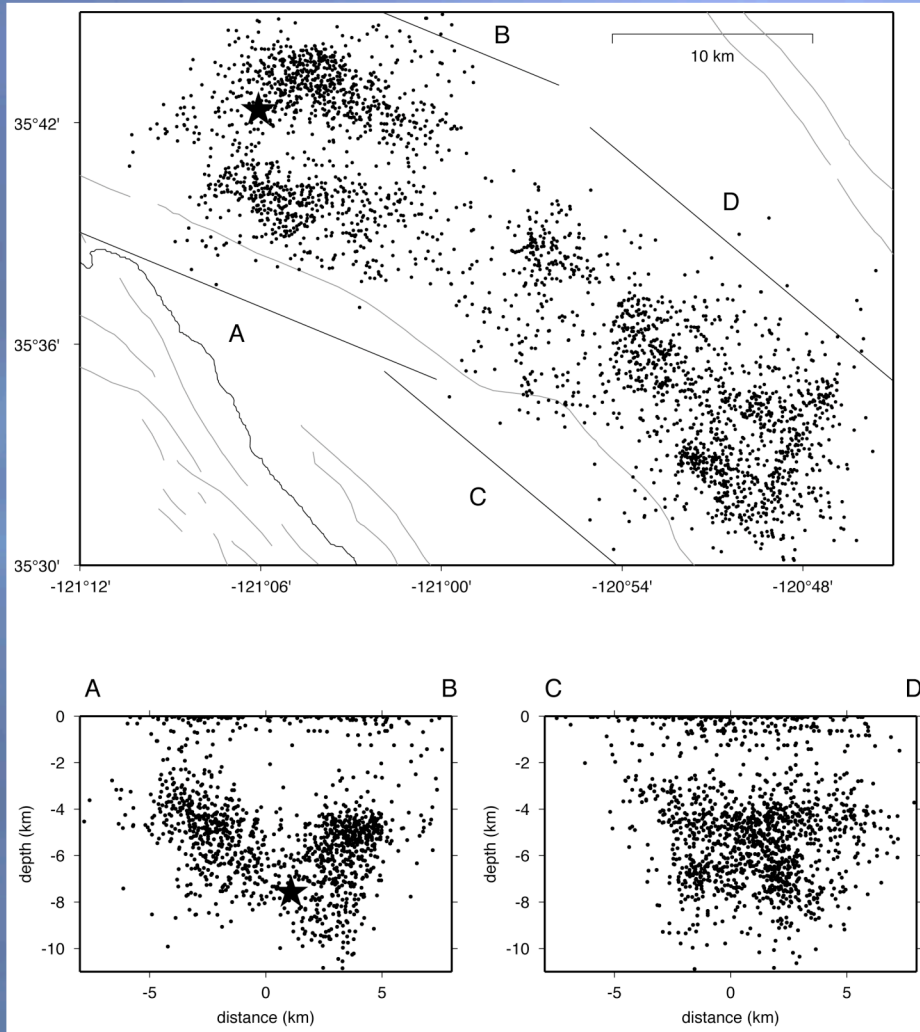 B
10 km
35°42'
D
A
35°36'
C
35°30'
-121°12' -121°06' -121°00' -120°54' -120°48'
A B C D
0 0
-2 -2
-4 -4
-6 -6
-8 -8
-10 -10
depth (km) depth (km)
-5 0 5 -5 0 5
distance (km) distance (km)